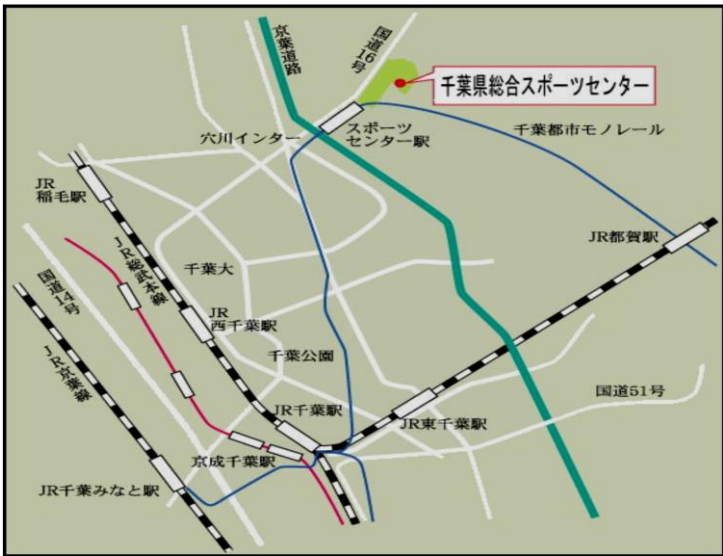 京葉道路
国道16号
千葉県総合スポーツセンター
穴川インター
スポーツ
センター駅
千葉都市モノレール
JR
稲毛駅
JR都賀駅
JR総武本線
千葉大
国道14号
JR
西千葉駅
千葉公園
JR京葉線
国道51号
JR千葉駅
JR東千葉駅
京成千葉駅
JR千葉みなと駅